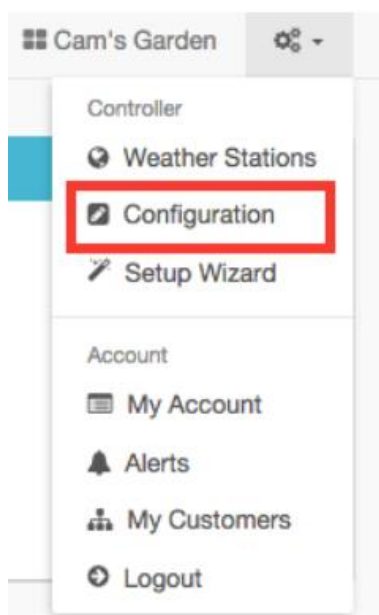 Cam's Garden
Controller
Weather Stations
Configuration
Setup Wizard
Account
My Account
Alerts
My Customers
Logout